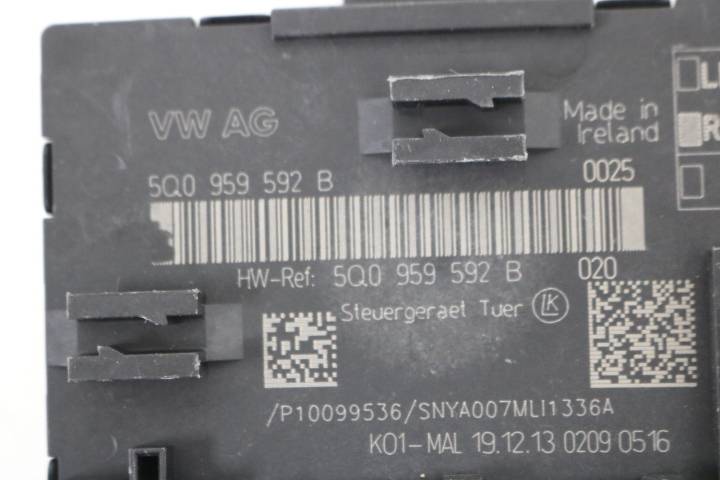 VW AG
Made in
Ireland
5Q0 959 592 B
0025
HW-Ref: 5Q0 959 592 B
020
Steuergeraet Tuer
LK
/P10099536/SNYA007MLI1336A
K01-MAL 19.12.13 0209 0516